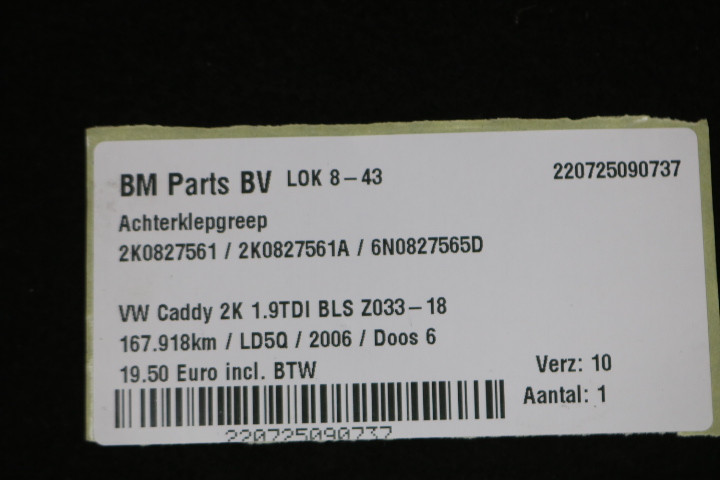 BM Parts BV LOK 8-43 220725090737
Achterklepgreep
2K0827561 / 2K0827561A / 6N0827565D
VW Caddy 2K 1.9TDI BLS Z033-18
167.918km / LD5Q / 2006 / Doos 6
19.50 Euro incl. BTW Verz: 10
Aantal: 1
220725090737